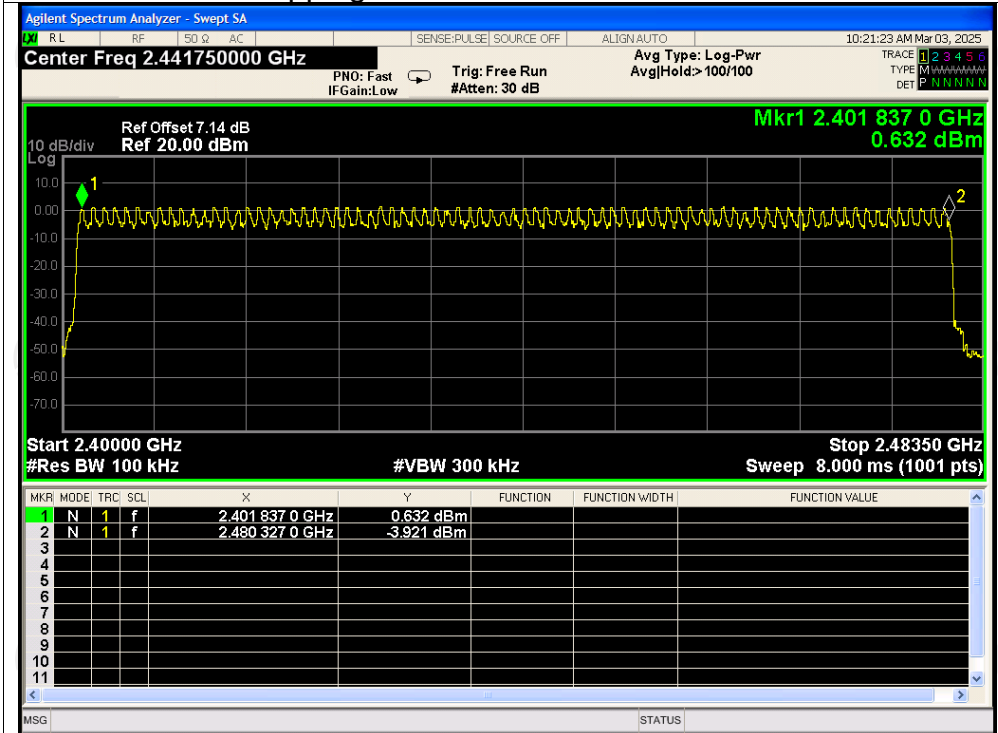 Agilent Spectrum Analyzer - Swept SA
LXI RL RF 50 Ω AC SENSE:PULSE SOURCE OFF ALIGN AUTO 10:21:23 AM Mar 03, 2025
Center Freq 2.441750000 GHz Avg Type: Log-Pwr TRACE 1 2 3 4 5 6
PNO: Fast Trig: Free Run Avg|Hold:> 100/100 TYPE M
IFGain:Low #Atten: 30 dB DET P N N N N N
Mkr1 2.401 837 0 GHz
Ref Offset 7.14 dB
10 dB/div Ref 20.00 dBm 0.632 dBm
Log
10.0 1
0.00 2
-10.0
-20.0
-30.0
-40.0
-50.0
-60.0
-70.0
Start 2.40000 GHz Stop 2.48350 GHz
#Res BW 100 kHz #VBW 300 kHz Sweep 8.000 ms (1001 pts)
MKR MODE TRC SCL X Y FUNCTION FUNCTION WIDTH FUNCTION VALUE
1 N 1 f 2.401 837 0 GHz 0.632 dBm
2 N 1 f 2.480 327 0 GHz -3.921 dBm
3
4
5
6
7
8
9
10
11
MSG STATUS